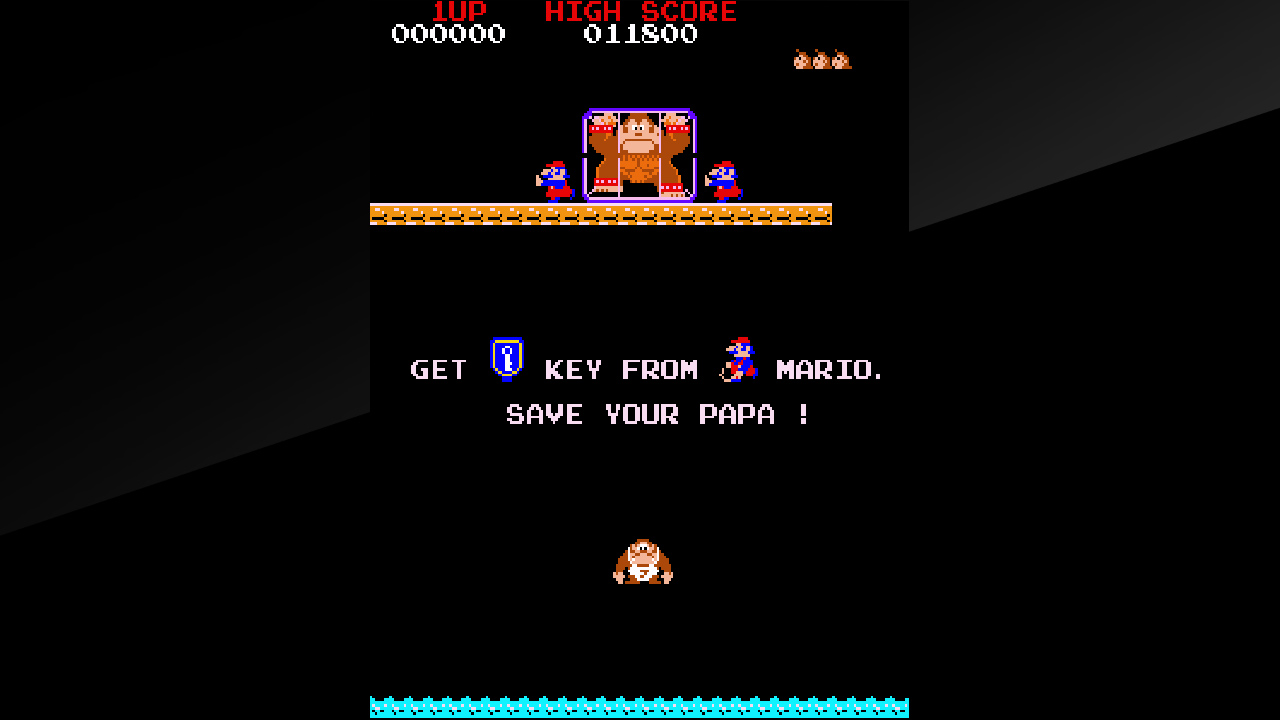 1UP HIGH SCORE
000000 011800
GET KEY FROM MARIO.
SAVE YOUR PAPA !